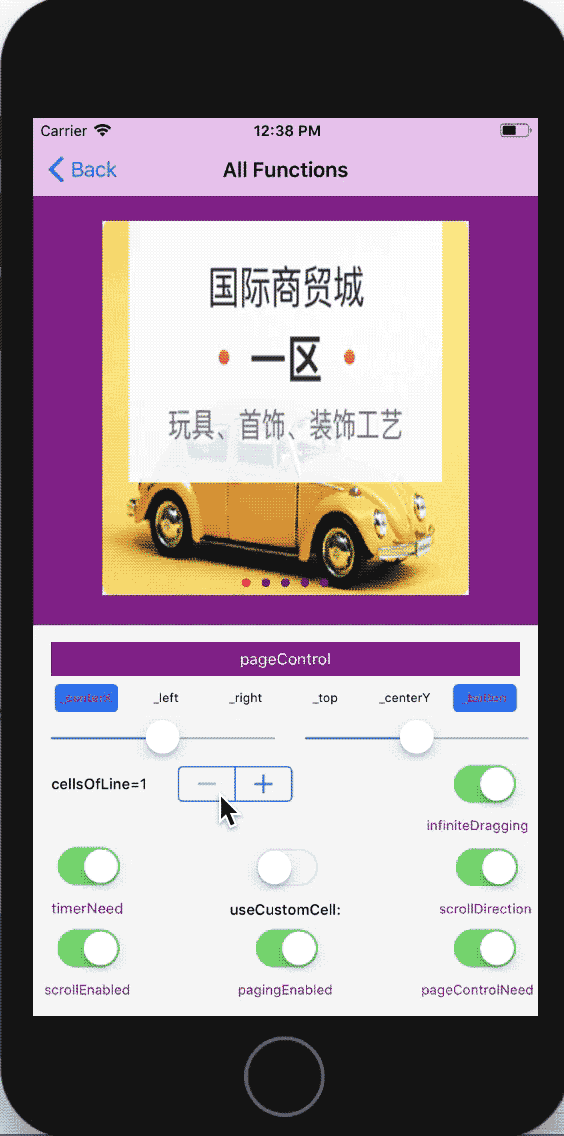 Carrier 12:38 PM
Back All Functions
国际商贸城
• 一区 •
玩具、首饰、装饰工艺
pageControl
_centerX _left _right _top _centerY _bottom
cellsOfLine=1 − +
infiniteDragging
timerNeed useCustomCell: scrollDirection
scrollEnabled pagingEnabled pageControlNeed